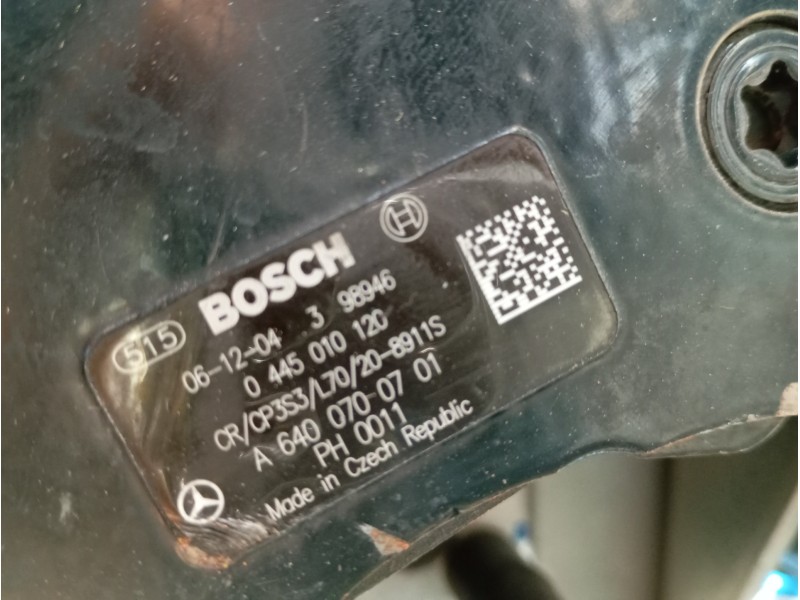 BOSCH
515
06-12-04 3 98946
0 445 010 120
CR/CP3S3/L70/20-8911S
A 640 070 07 01
PH 0011
Made in Czech Republic